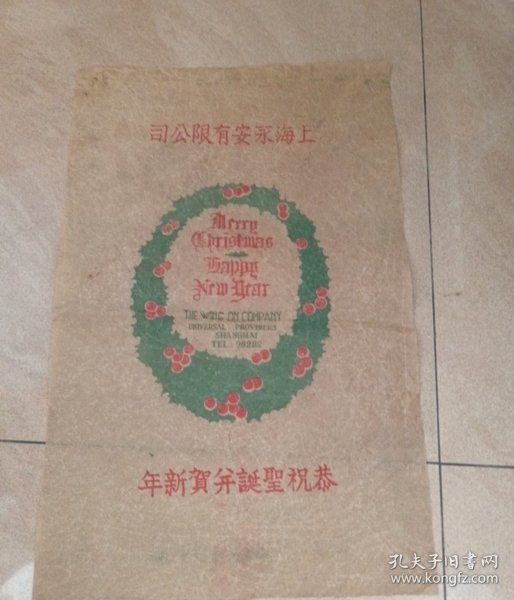 上海永安有限公司
Merry
Christmas
Happy
New Year
THE WING ON COMPANY
UNIVERSAL PROVIDERS
SHANGHAI
TEL. 98288
恭祝聖誕并賀新年
孔夫子旧书网
www.kongfz.com